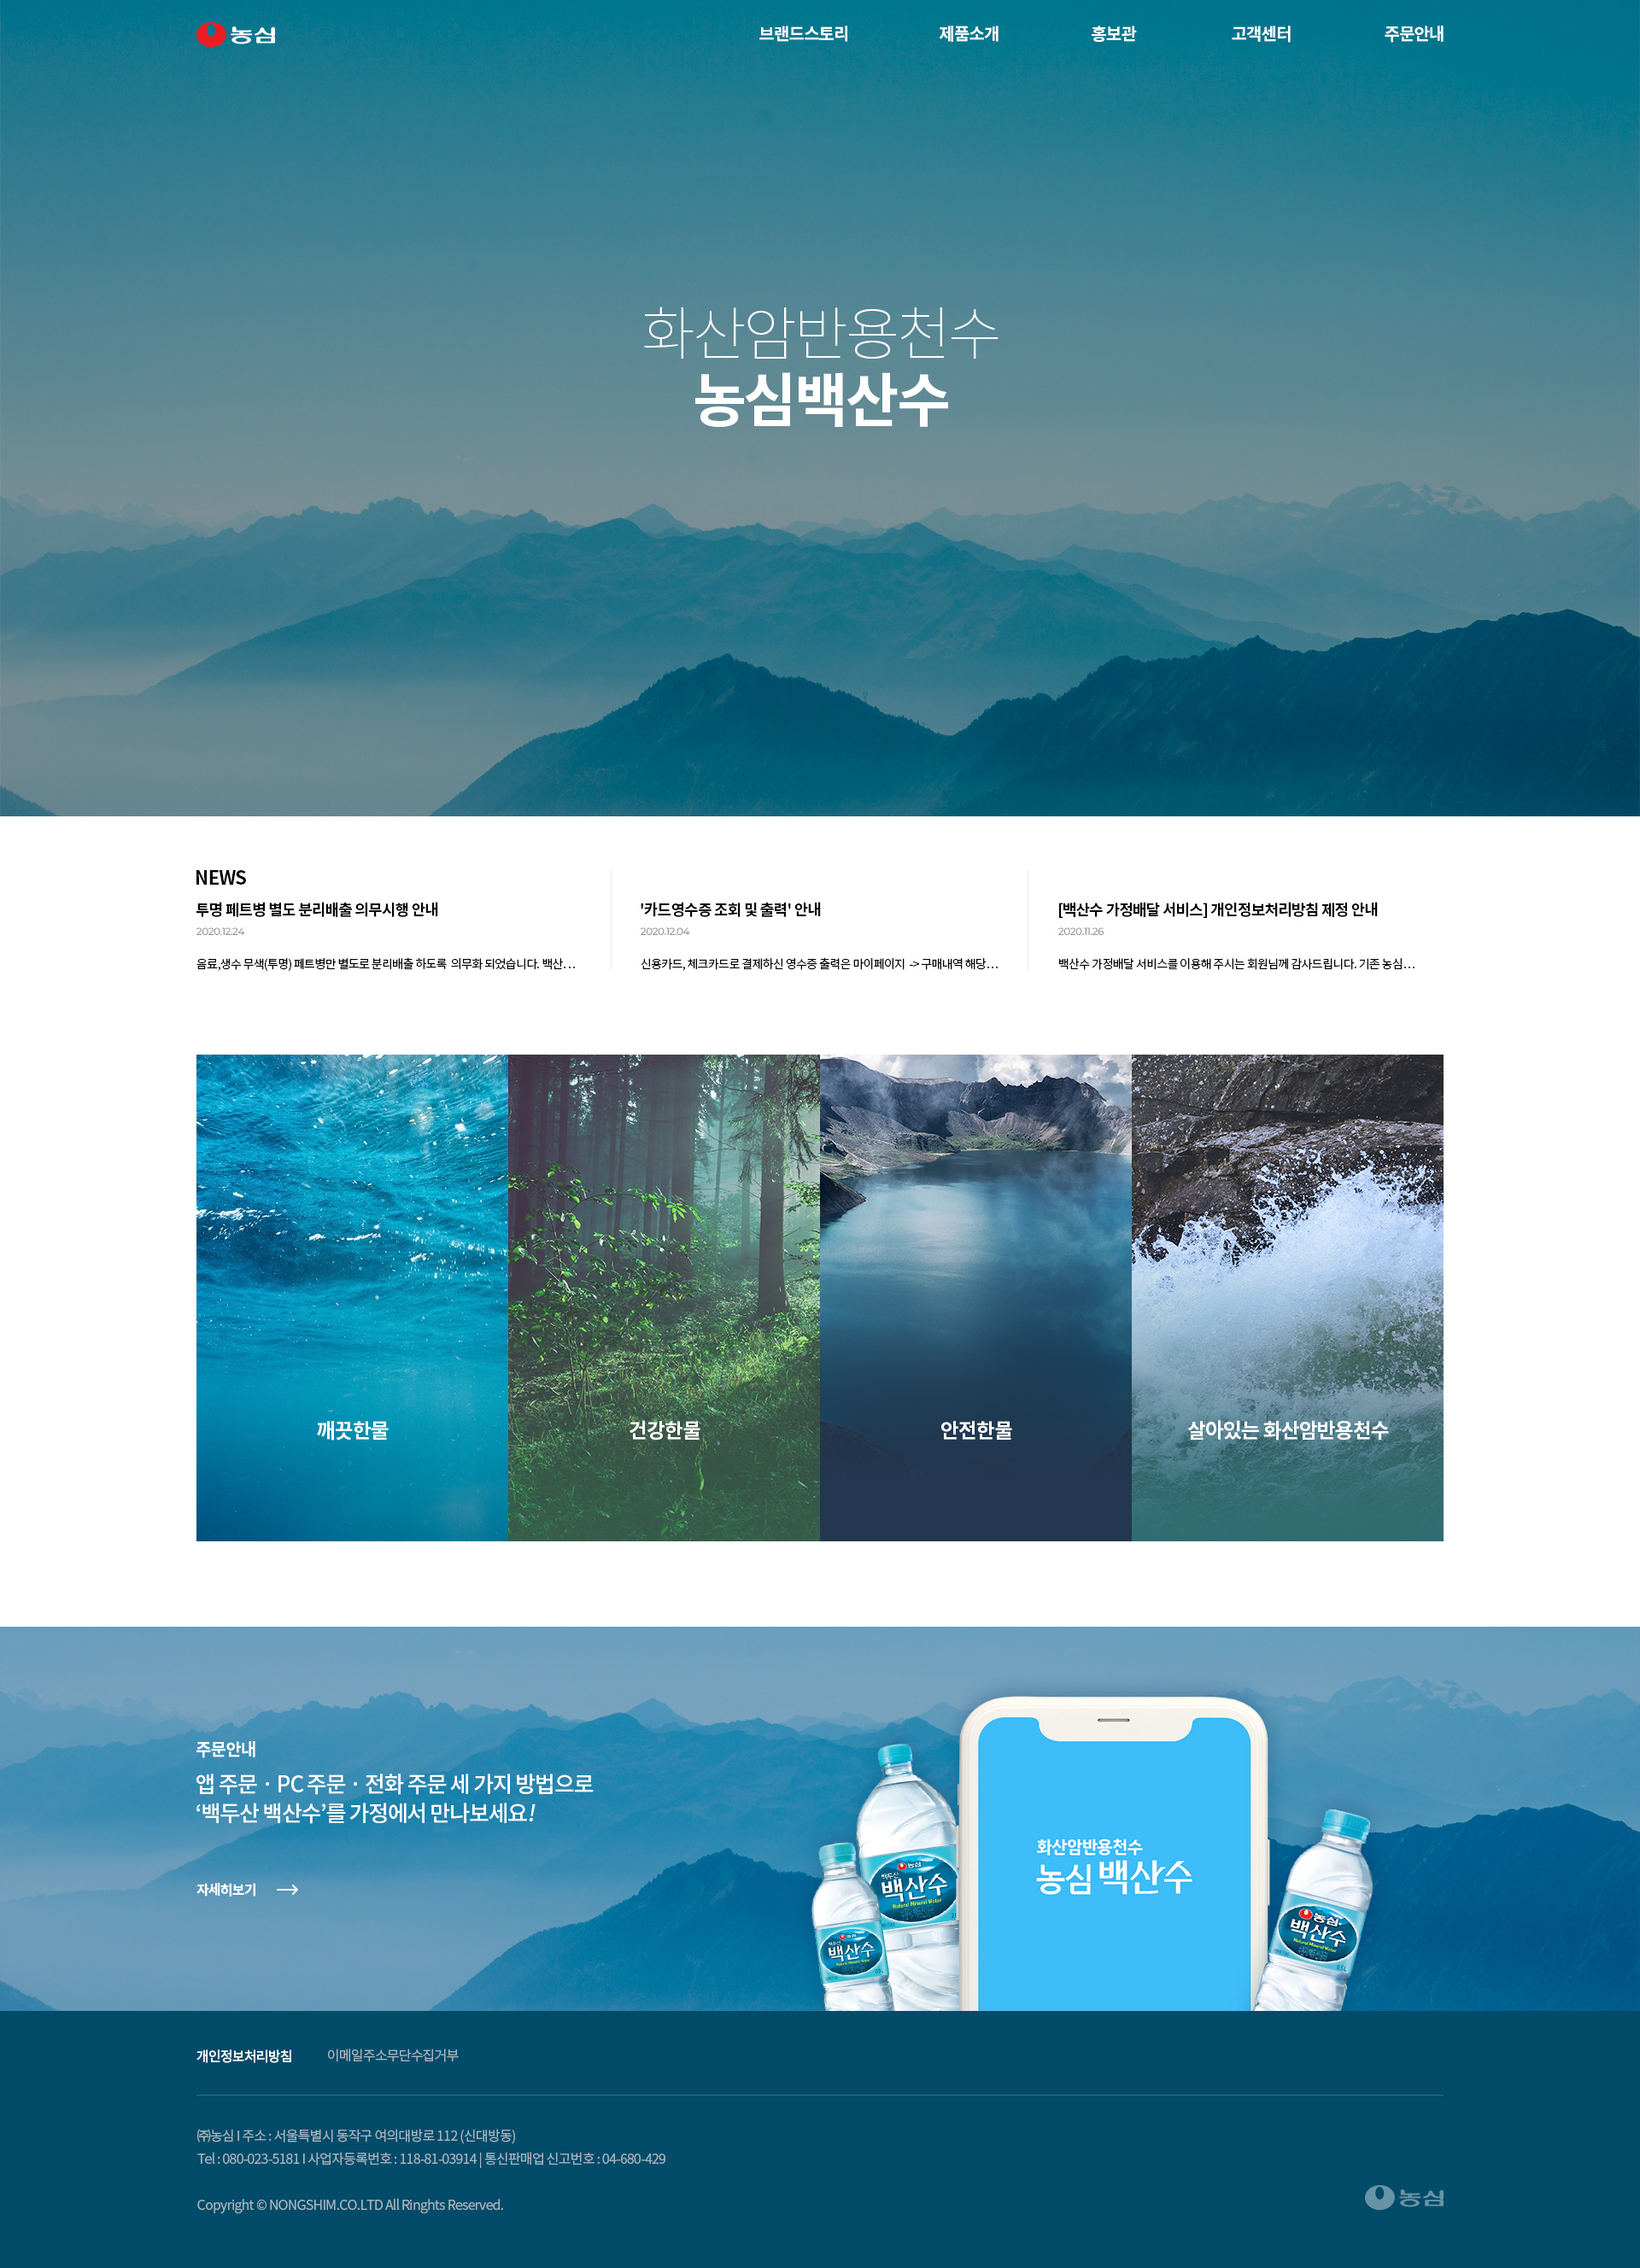 농심
브랜드스토리 제품소개 홍보관 고객센터 주문안내
화산암반용천수
농심백산수
NEWS
투명 페트병 별도 분리배출 의무시행 안내
2020.12.24
음료,생수 무색(투명) 페트병만 별도로 분리배출 하도록 의무화 되었습니다. 백산...
'카드영수증 조회 및 출력' 안내
2020.12.04
신용카드, 체크카드로 결제하신 영수증 출력은 마이페이지 -> 구매내역 해당...
[백산수 가정배달 서비스] 개인정보처리방침 제정 안내
2020.11.26
백산수 가정배달 서비스를 이용해 주시는 회원님께 감사드립니다. 기존 농심...
깨끗한물
건강한물
안전한물
살아있는 화산암반용천수
주문안내
앱 주문 · PC 주문 · 전화 주문 세 가지 방법으로
‘백두산 백산수’를 가정에서 만나보세요!
자세히보기
화산암반용천수
농심 백산수
농심
백두산
백산수
Natural Mineral Water
백산수
농심
백산수
Natural Mineral Water
개인정보처리방침 이메일주소무단수집거부
㈜농심 I 주소 : 서울특별시 동작구 여의대방로 112 (신대방동)
Tel : 080-023-5181 I 사업자등록번호 : 118-81-03914 | 통신판매업 신고번호 : 04-680-429
Copyright © NONGSHIM.CO.LTD All Ringhts Reserved.
농심